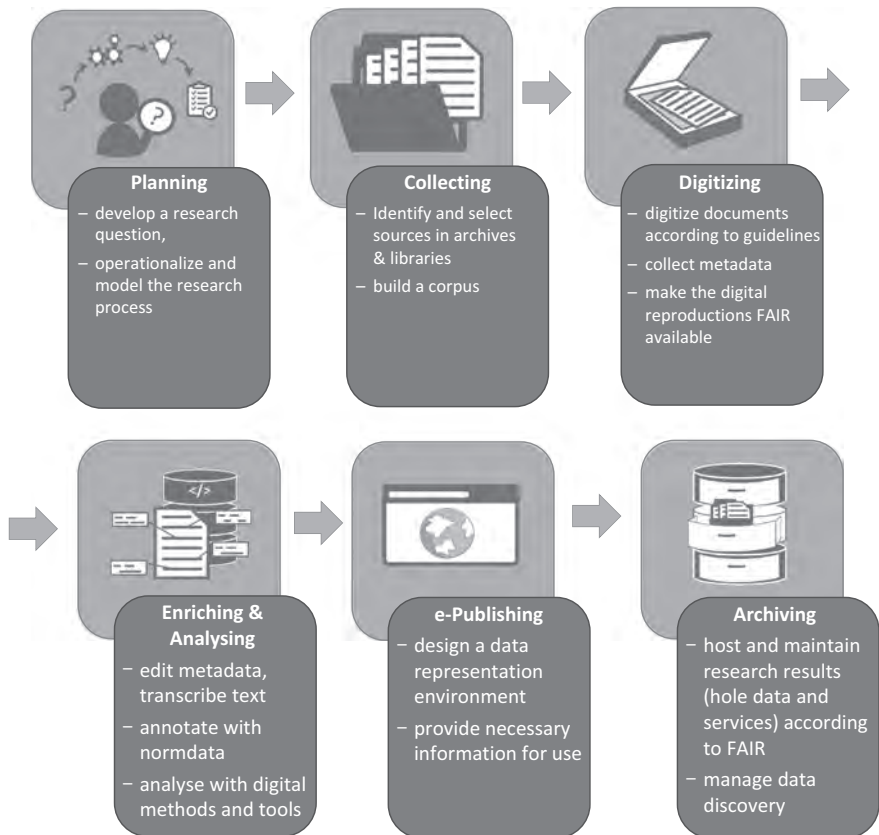 Planning
– develop a research
question,
– operationalize and
model the research
process
Collecting
– Identify and select
sources in archives
& libraries
– build a corpus
Digitizing
– digitize documents
according to guidelines
– collect metadata
– make the digital
reproductions FAIR
available
</>
Enriching &
Analysing
– edit metadata,
transcribe text
– annotate with
normdata
– analyse with digital
methods and tools
e-Publishing
– design a data
representation
environment
– provide necessary
information for use
Archiving
– host and maintain
research results
(hole data and
services) according
to FAIR
– manage data
discovery